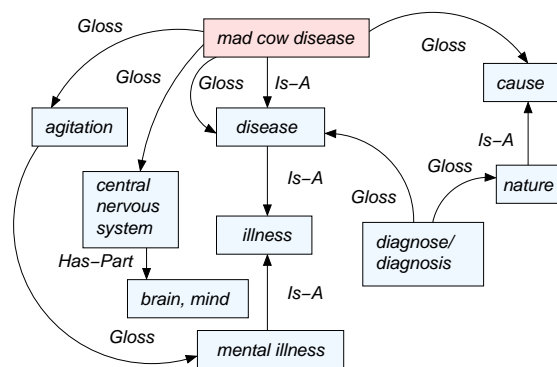 mad cow disease
Gloss
Gloss
Gloss
Gloss
Is-A
agitation
disease
cause
Is-A
Is-A
Gloss
Gloss
nature
central
nervous
system
illness
diagnose/
diagnosis
Has-Part
brain, mind
Is-A
Gloss
mental illness